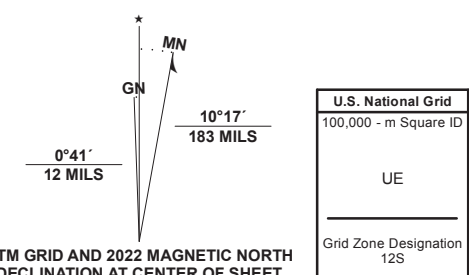 ★
MN
GN
10°17´
183 MILS
0°41´
12 MILS
TM GRID AND 2022 MAGNETIC NORTH
DECLINATION AT CENTER OF SHEET
U.S. National Grid
100,000 - m Square ID
UE
Grid Zone Designation
12S